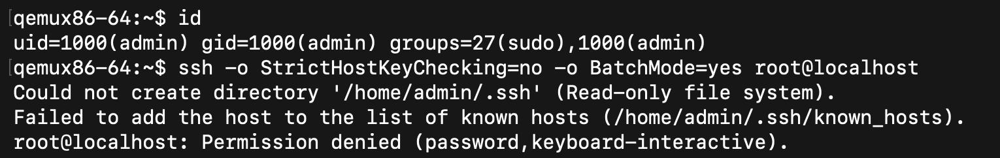 [qemux86-64:~$ id
uid=1000(admin) gid=1000(admin) groups=27(sudo),1000(admin)
[qemux86-64:~$ ssh -o StrictHostKeyChecking=no -o BatchMode=yes root@localhost
Could not create directory '/home/admin/.ssh' (Read-only file system).
Failed to add the host to the list of known hosts (/home/admin/.ssh/known_hosts).
root@localhost: Permission denied (password,keyboard-interactive).